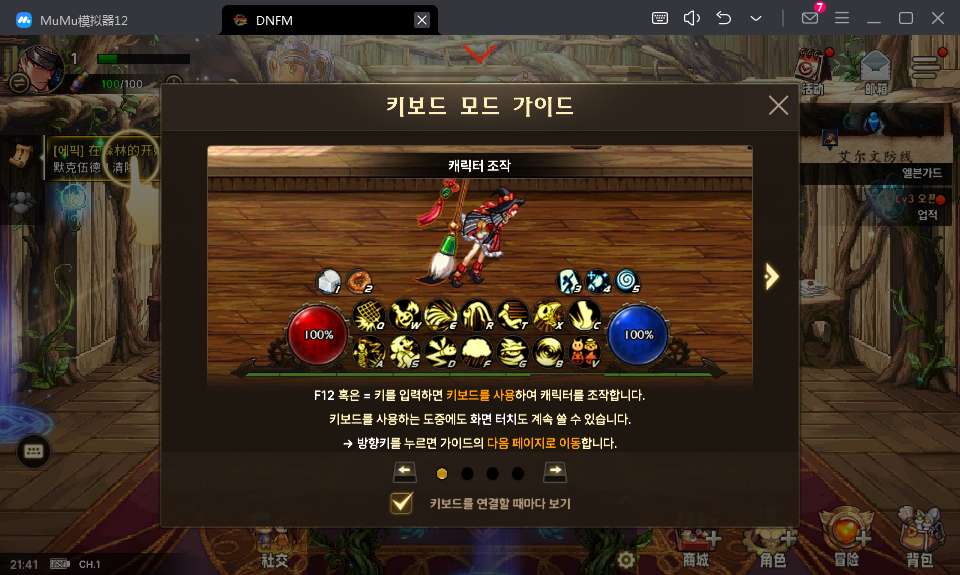 MuMu模拟器12
DNFM
7
1
100/100
活动
邮箱
키보드 모드 가이드
[에픽] 在森林的开
默克伍德 清除
艾尔文防线
엘븐가드
Lv3 오픈
업적
캐릭터 조작
1 2 3 4 5
100% Q W E R T X C 100%
A S D F G B V
F12 혹은 = 키를 입력하면 키보드를 사용하여 캐릭터를 조작합니다.
키보드를 사용하는 도중에도 화면 터치도 계속 쓸 수 있습니다.
→ 방향키를 누르면 가이드의 다음 페이지로 이동합니다.
키보드를 연결할 때마다 보기
21:41 CH.1
社交
商城
角色
冒险
背包